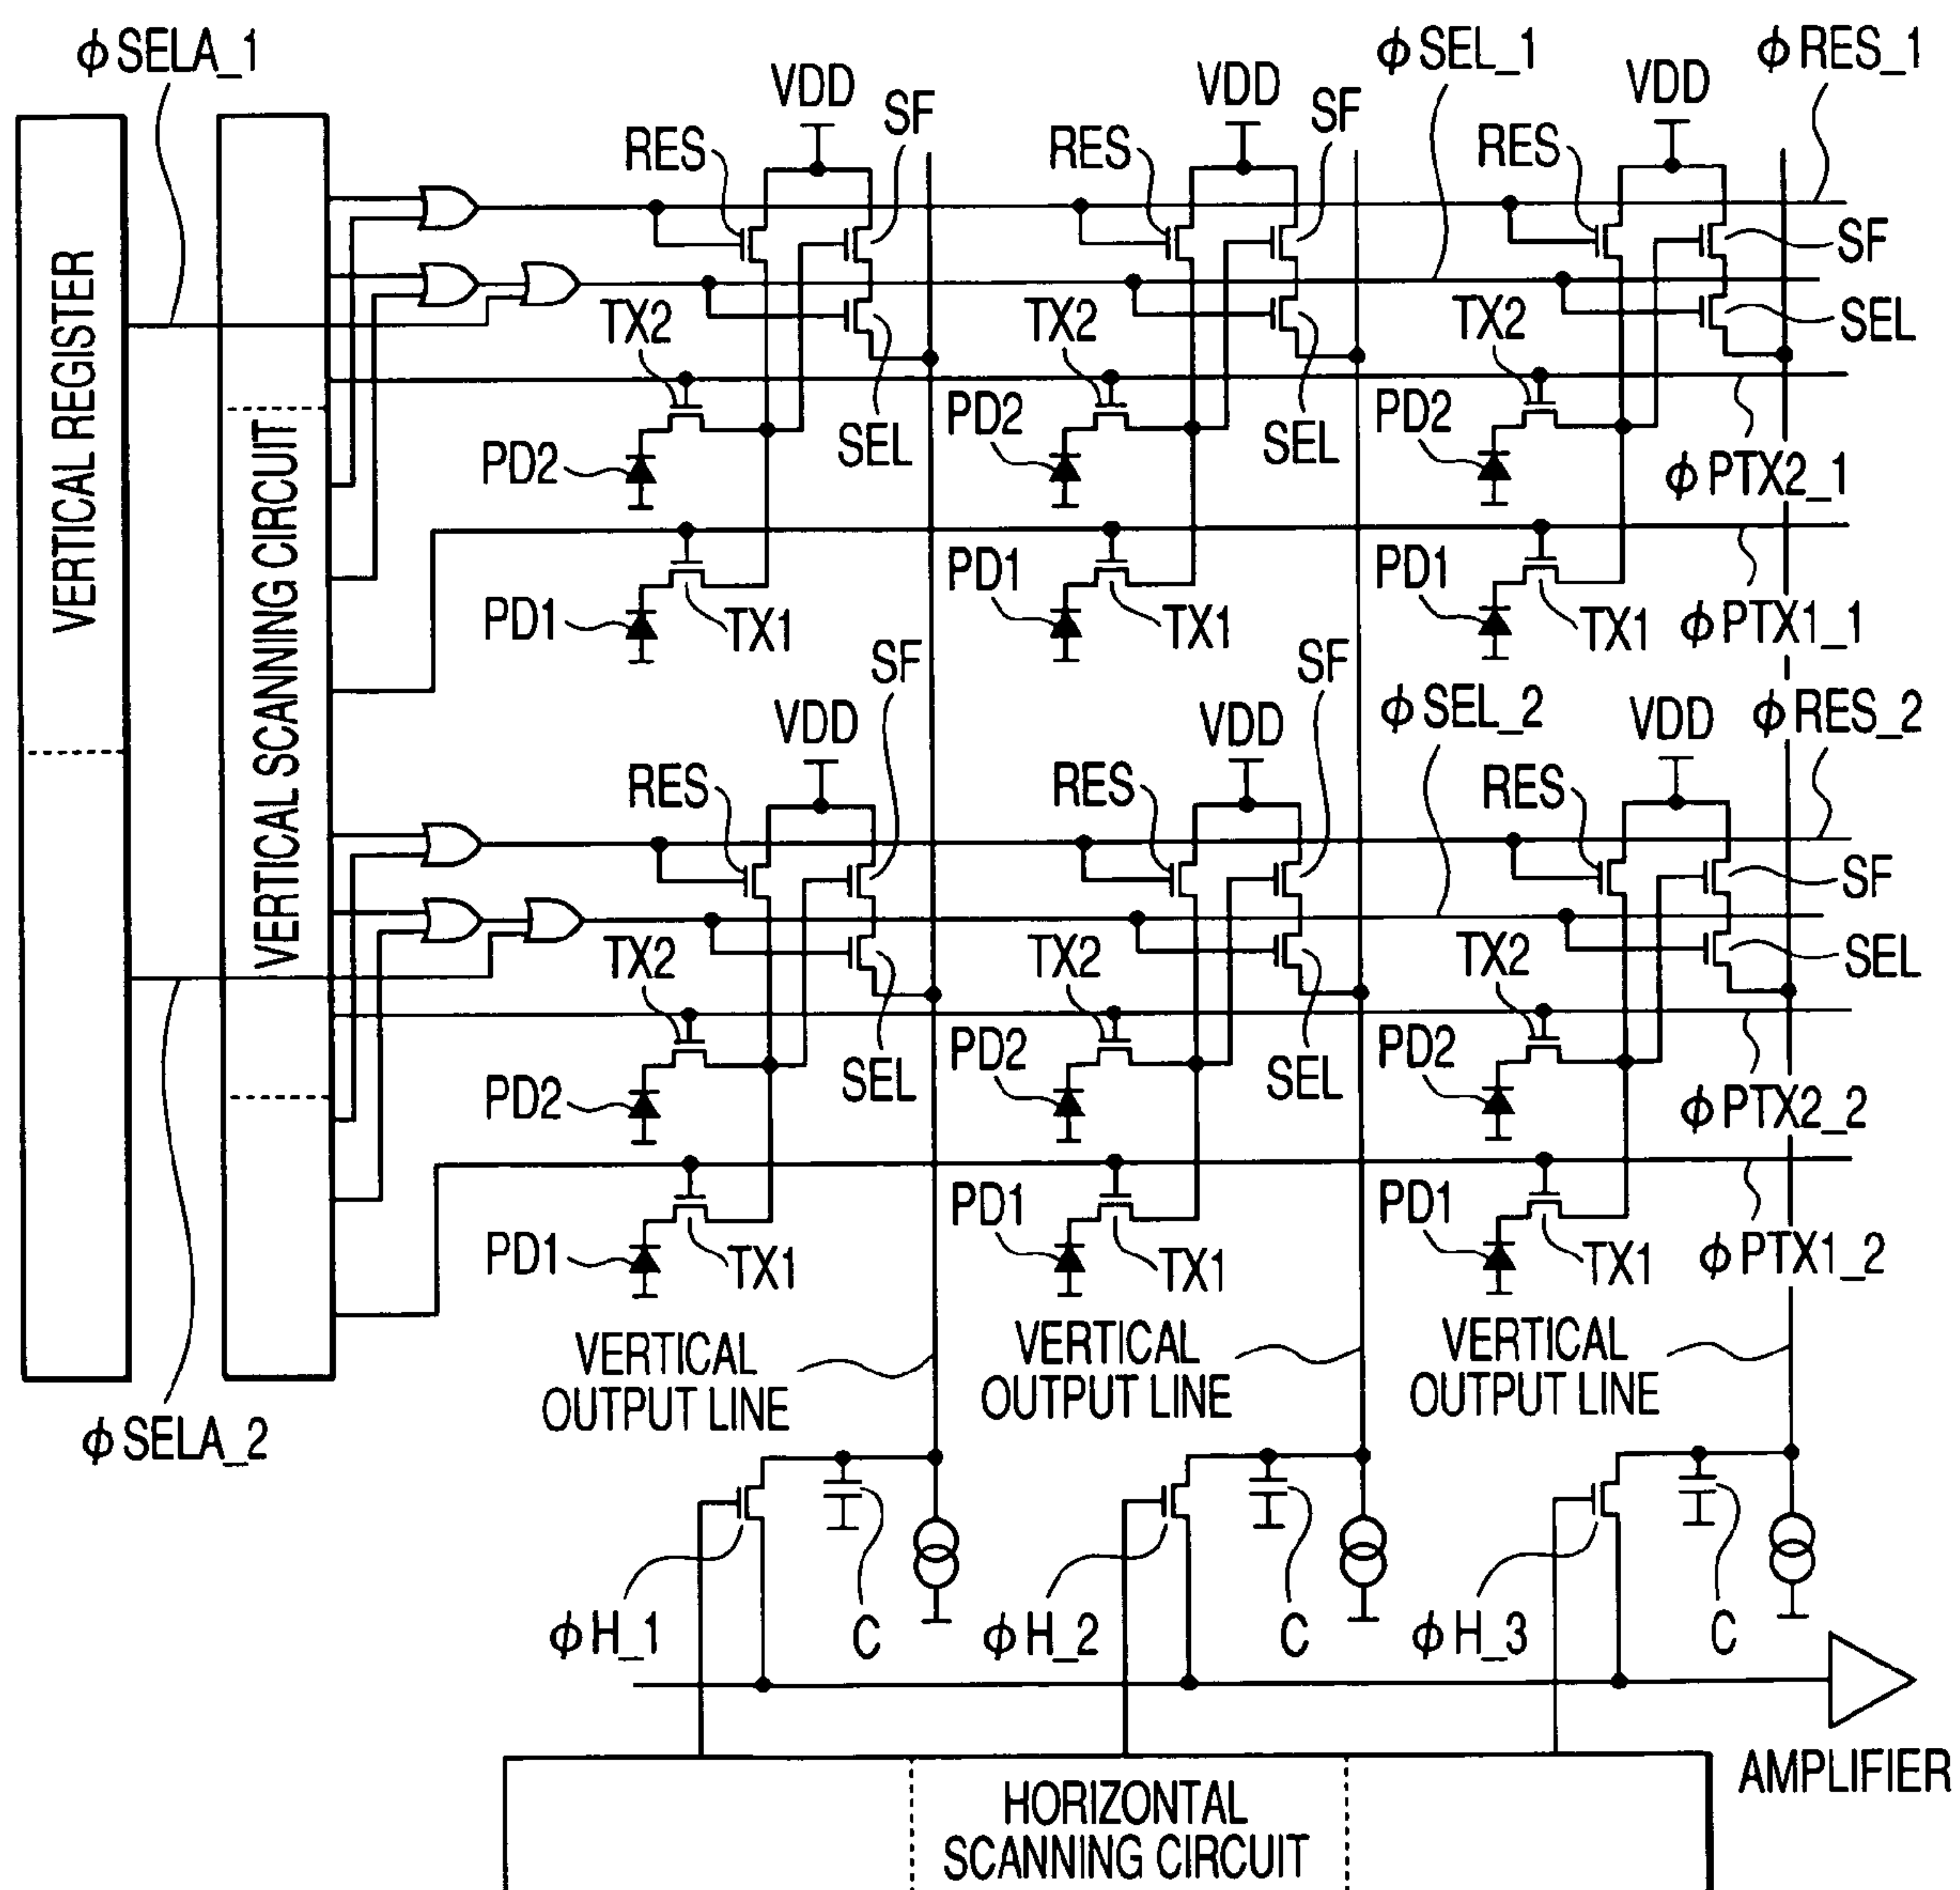 ϕSELA_1
ϕSEL_1
ϕRES_1
VDD
VDD
VDD
SF
SF
RES
RES
RES
SF
VERTICAL REGISTER
VERTICAL SCANNING CIRCUIT
TX2
TX2
TX2
SEL
PD2
PD2
PD2
SEL
SEL
ϕPTX2_1
PD1
PD1
PD1
TX1
TX1
TX1
ϕPTX1_1
SF
SF
VDD
VDD
ϕSEL_2
VDD
ϕRES_2
RES
RES
RES
SF
TX2
TX2
TX2
SEL
PD2
PD2
PD2
SEL
SEL
ϕPTX2_2
PD1
PD1
PD1
TX1
TX1
TX1
ϕPTX1_2
VERTICAL
OUTPUT LINE
VERTICAL
OUTPUT LINE
VERTICAL
OUTPUT LINE
ϕSELA_2
ϕH_1
C
ϕH_2
C
ϕH_3
C
AMPLIFIER
HORIZONTAL
SCANNING CIRCUIT